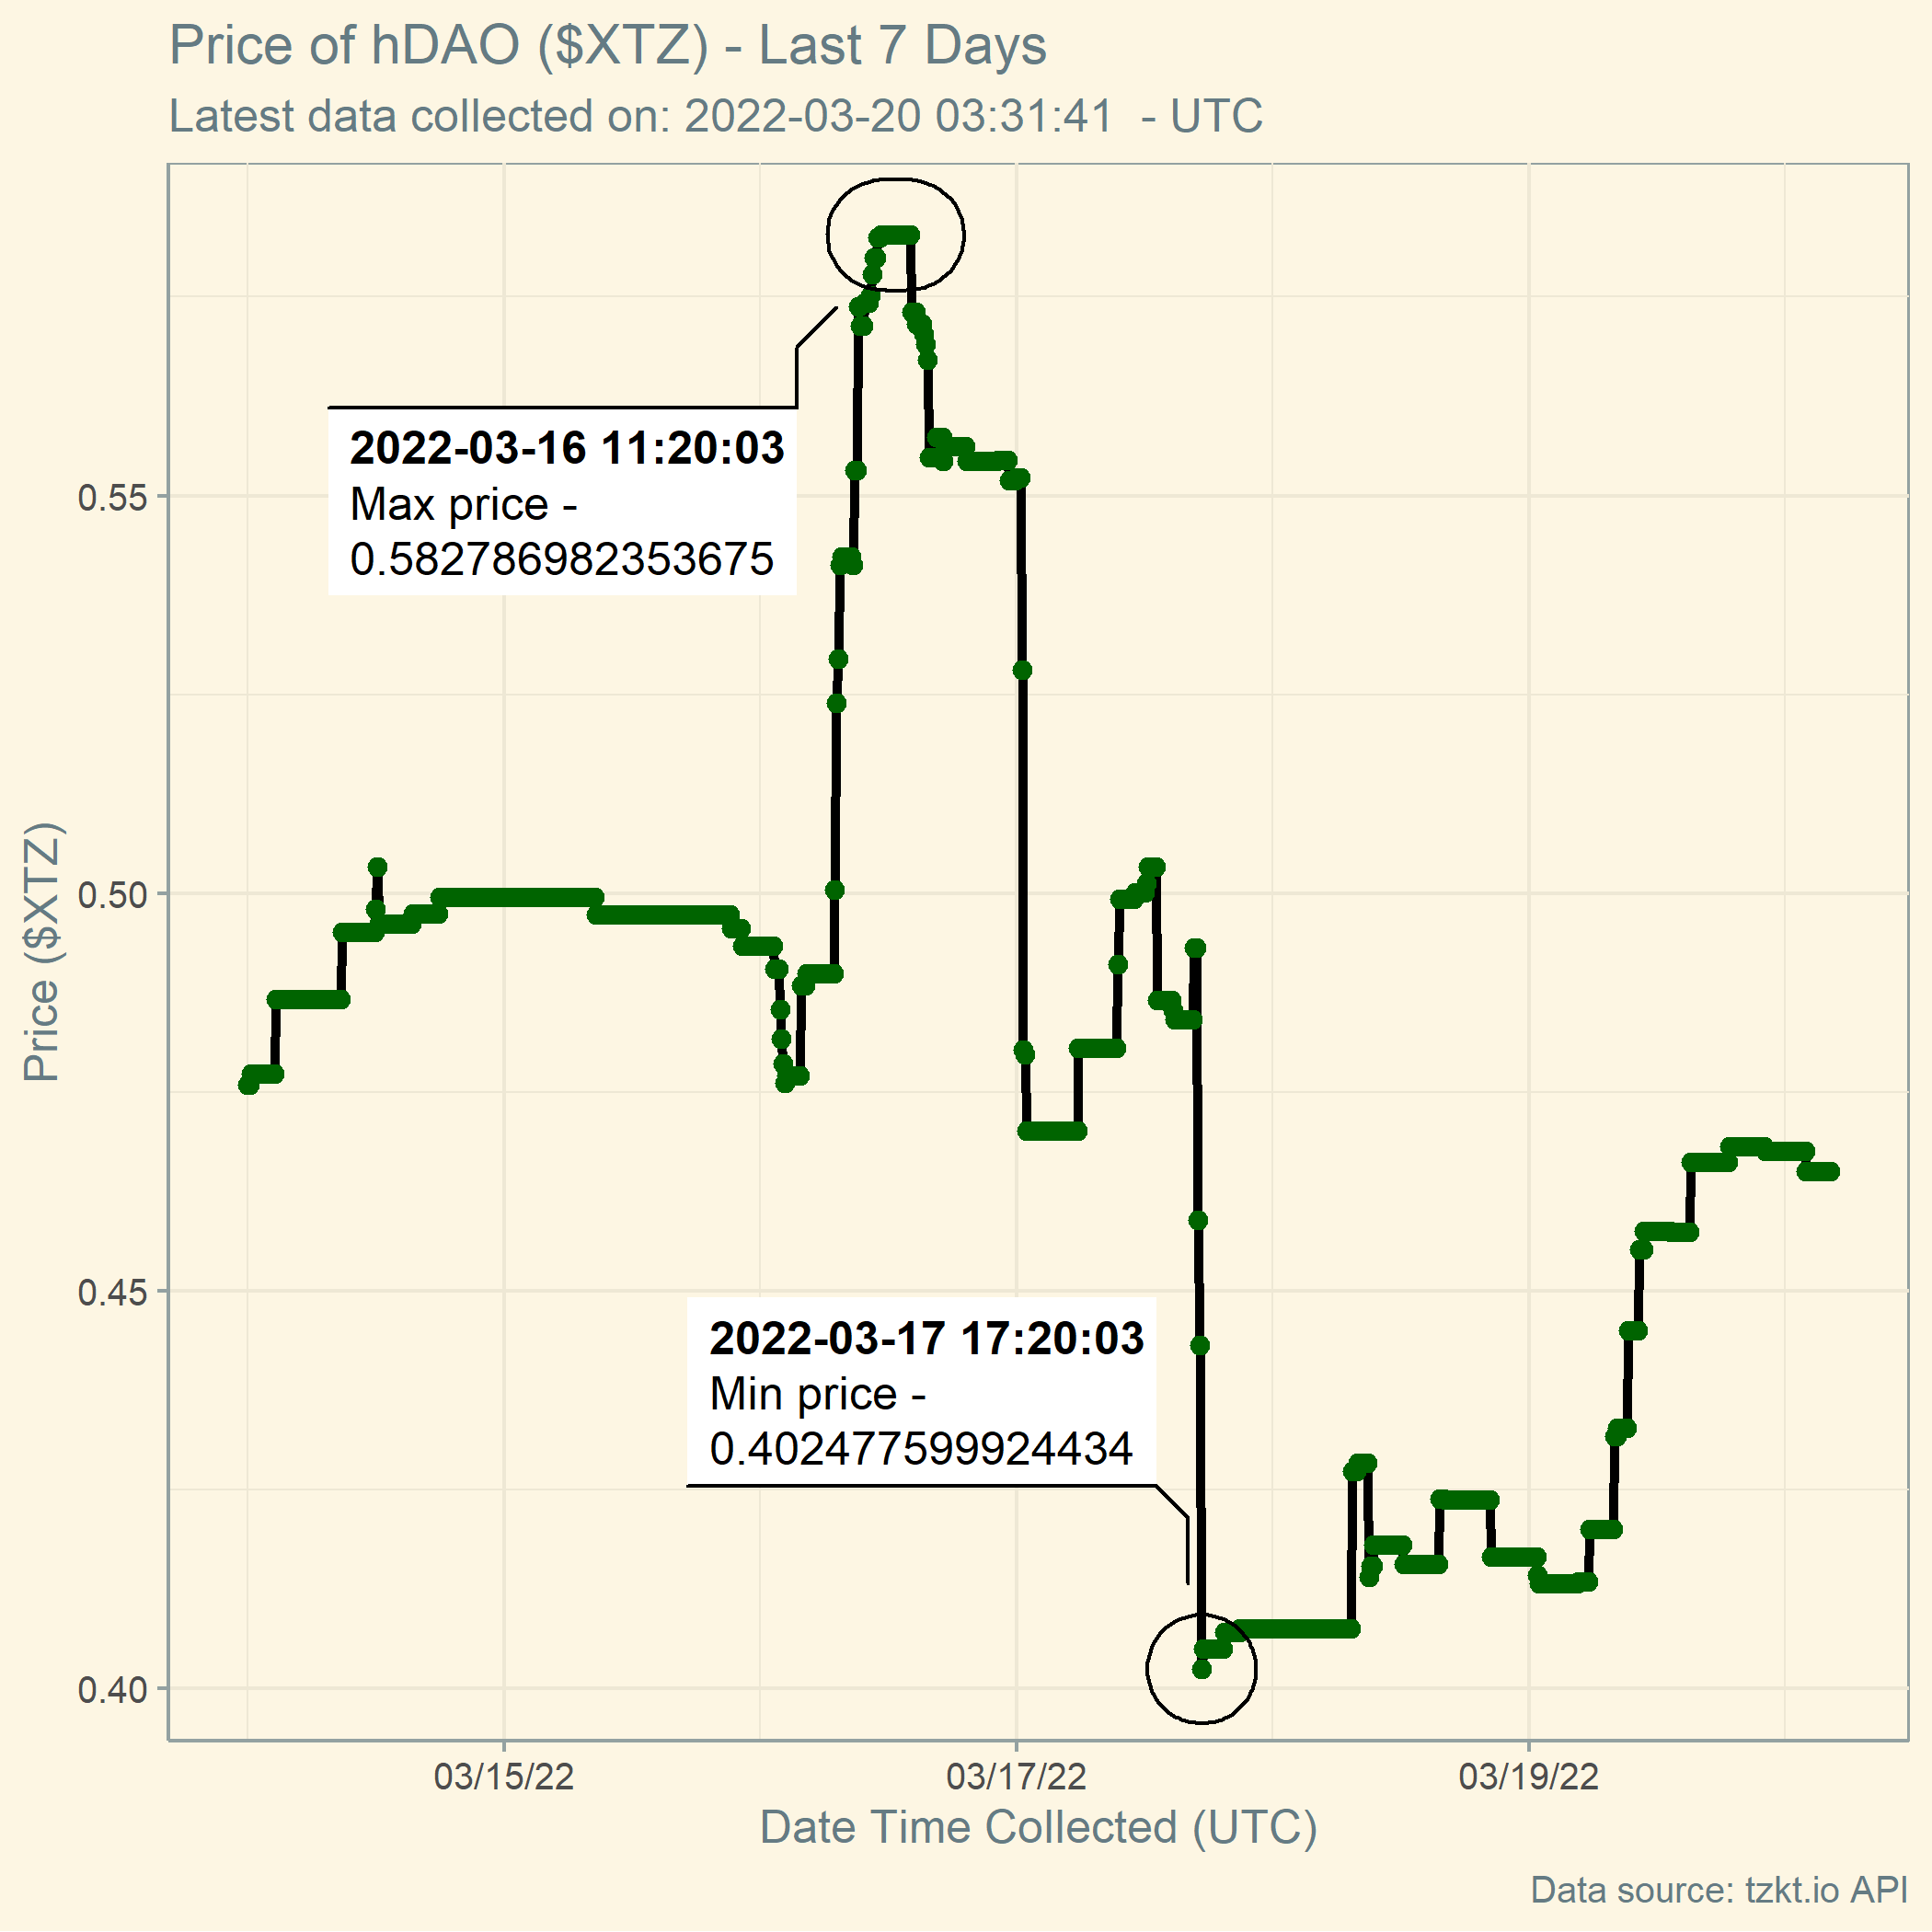 Price of hDAO ($XTZ) - Last 7 Days
Latest data collected on: 2022-03-20 03:31:41  - UTC
2022-03-16 11:20:03
Max price -
0.582786982353675
0.55
0.50
0.45
0.40
Price ($XTZ)
2022-03-17 17:20:03
Min price -
0.402477599924434
03/15/22
03/17/22
03/19/22
Date Time Collected (UTC)
Data source: tzkt.io API